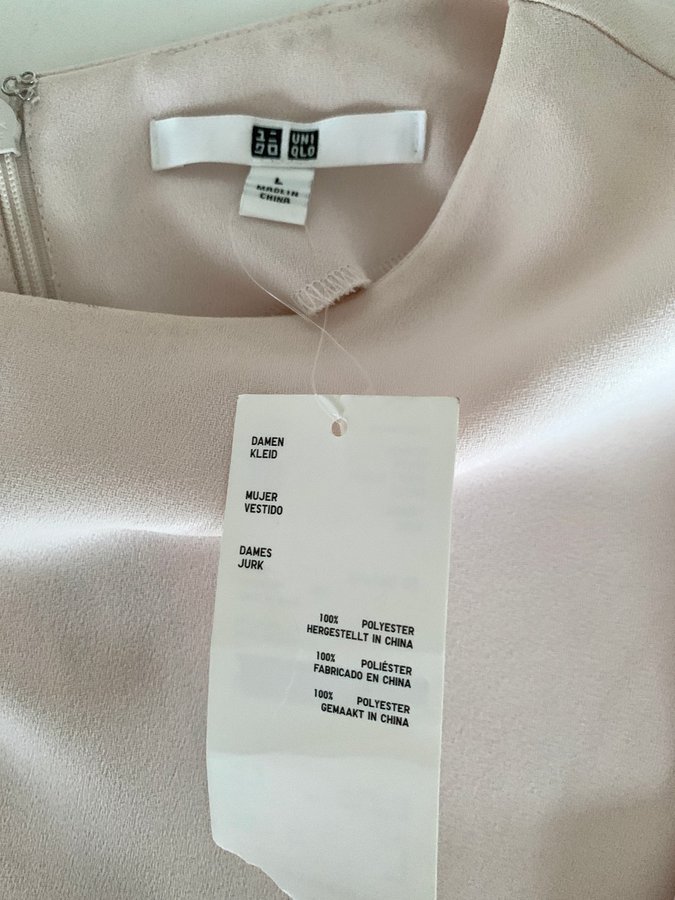 ユニ
クロ
UNI
QLO
L
MADE IN
CHINA
DAMEN
KLEID
MUJER
VESTIDO
DAMES
JURK
100% POLYESTER
HERGESTELLT IN CHINA
100% POLIÉSTER
FABRICADO EN CHINA
100% POLYESTER
GEMAAKT IN CHINA